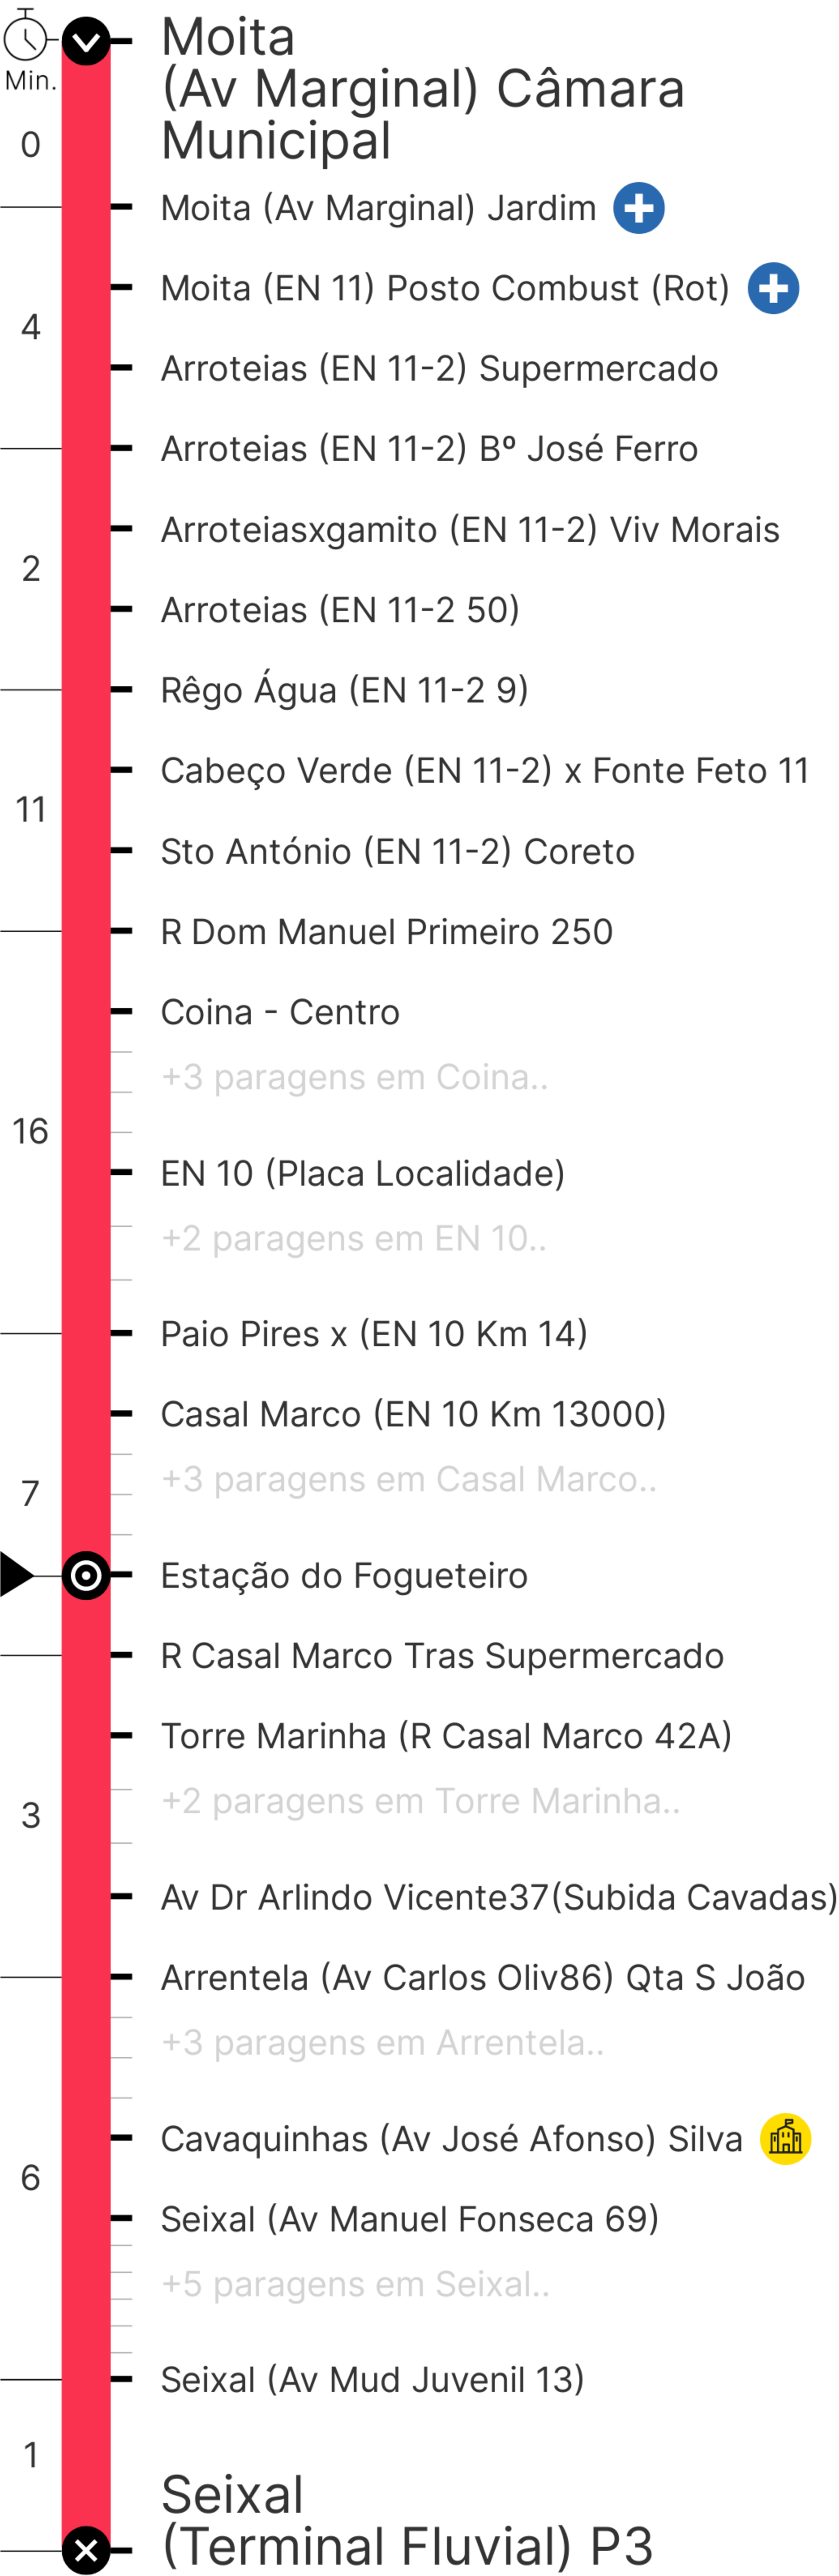 Moita
(Av Marginal) Câmara
Municipal
Min.
0
Moita (Av Marginal) Jardim
Moita (EN 11) Posto Combust (Rot)
4
Arroteias (EN 11-2) Supermercado
Arroteias (EN 11-2) Bº José Ferro
Arroteiasxgamito (EN 11-2) Viv Morais
2
Arroteias (EN 11-2 50)
Rêgo Água (EN 11-2 9)
Cabeço Verde (EN 11-2) x Fonte Feto 11
11
Sto António (EN 11-2) Coreto
R Dom Manuel Primeiro 250
Coina - Centro
+3 paragens em Coina..
16
EN 10 (Placa Localidade)
+2 paragens em EN 10..
Paio Pires x (EN 10 Km 14)
Casal Marco (EN 10 Km 13000)
+3 paragens em Casal Marco..
7
Estação do Fogueteiro
R Casal Marco Tras Supermercado
Torre Marinha (R Casal Marco 42A)
+2 paragens em Torre Marinha..
3
Av Dr Arlindo Vicente37(Subida Cavadas)
Arrentela (Av Carlos Oliv86) Qta S João
+3 paragens em Arrentela..
Cavaquinhas (Av José Afonso) Silva
6
Seixal (Av Manuel Fonseca 69)
+5 paragens em Seixal..
Seixal (Av Mud Juvenil 13)
1
Seixal
(Terminal Fluvial) P3